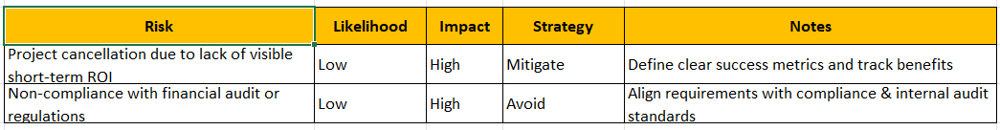 Risk Likelihood Impact Strategy Notes
Project cancellation due to lack of visible
short-term ROI
Low High Mitigate Define clear success metrics and track benefits
Non-compliance with financial audit or
regulations
Low High Avoid Align requirements with compliance & internal audit
standards